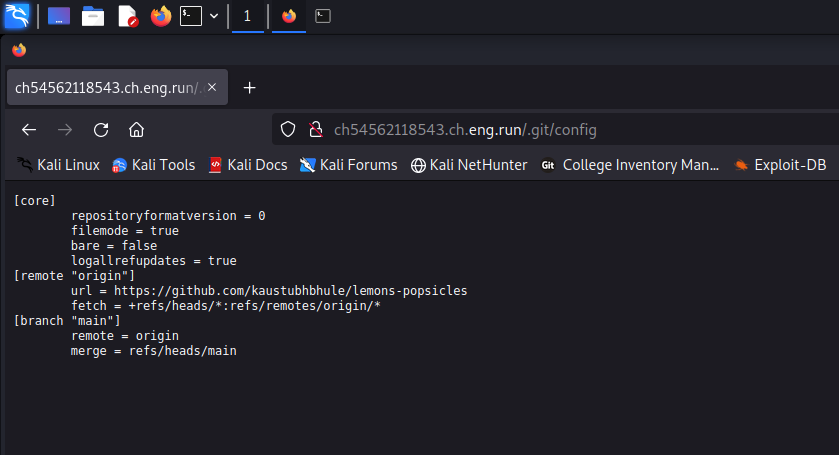 1
ch54562118543.ch.eng.run/.
ch54562118543.ch.eng.run/.git/config
Kali Linux Kali Tools Kali Docs Kali Forums Kali NetHunter Git College Inventory Man... Exploit-DB
[core]
repositoryformatversion = 0
filemode = true
bare = false
logallrefupdates = true
[remote "origin"]
url = https://github.com/kaustubhbhule/lemons-popsicles
fetch = +refs/heads/*:refs/remotes/origin/*
[branch "main"]
remote = origin
merge = refs/heads/main